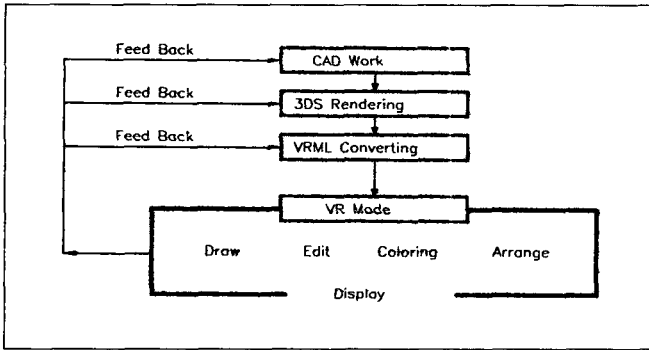 Feed Back
CAD Work
Feed Back
3DS Rendering
Feed Back
VRML Converting
VR Mode
Draw Edit Coloring Arrange
Display